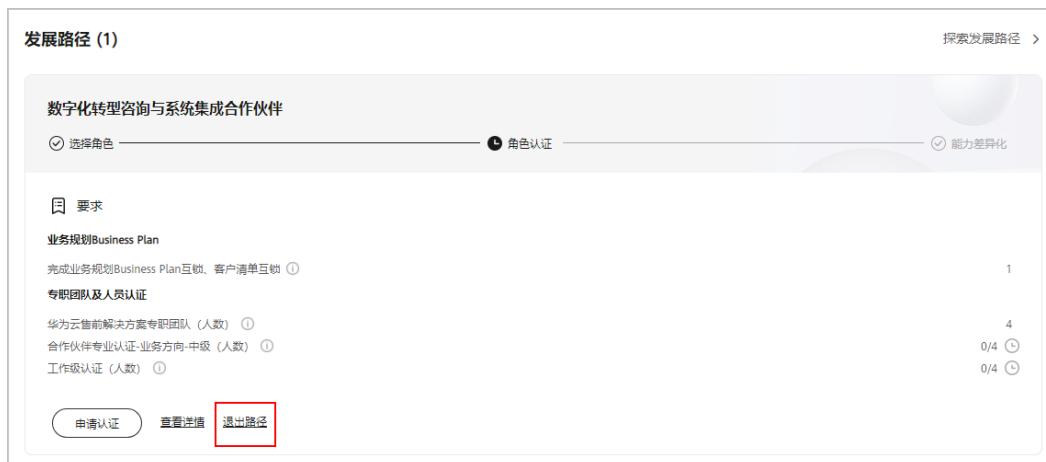 发展路径 (1)
探索发展路径 >
数字化转型咨询与系统集成合作伙伴
选择角色
角色认证
能力差异化
要求
业务规划Business Plan
完成业务规划Business Plan互锁、客户清单互锁
1
专职团队及人员认证
华为云售前解决方案专职团队（人数）
4
合作伙伴专业认证-业务方向-中级（人数）
0/4
工作级认证（人数）
0/4
申请认证
查看详情
退出路径